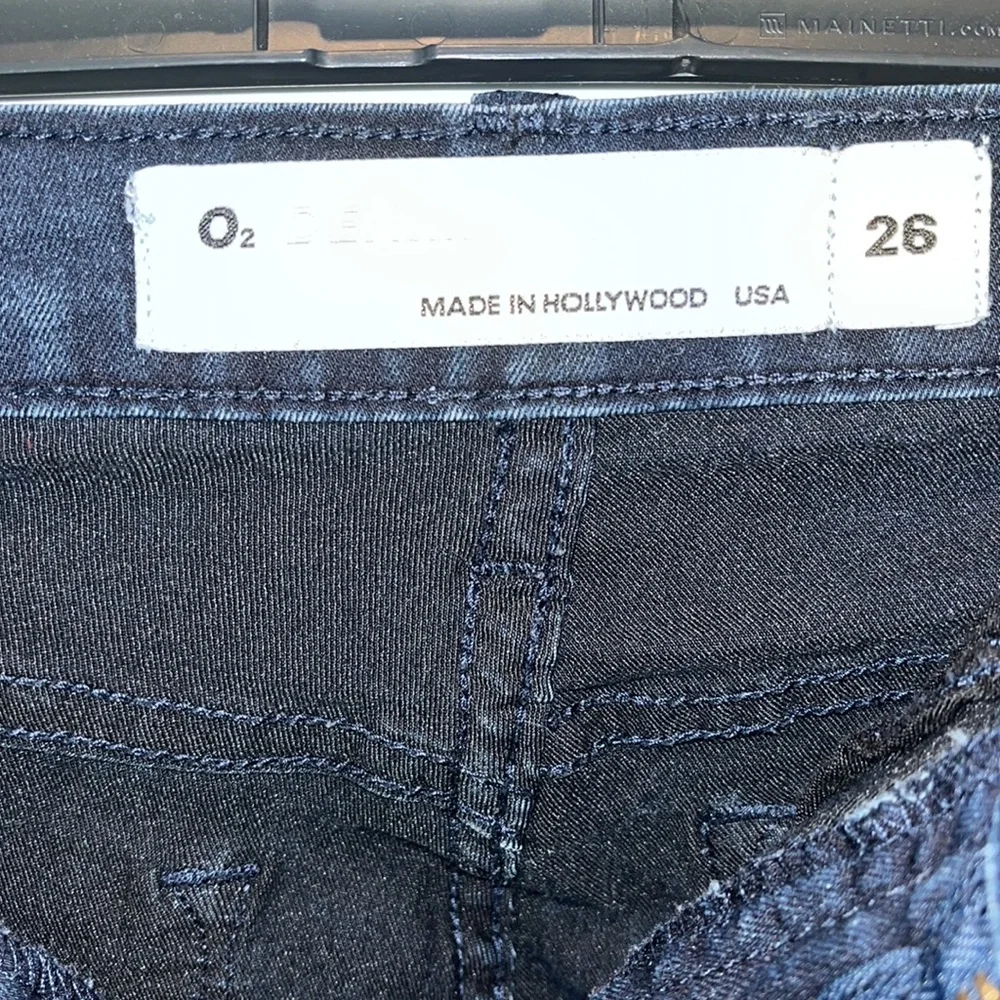 MAINETTI.COM
O₂
26
MADE IN HOLLYWOOD USA